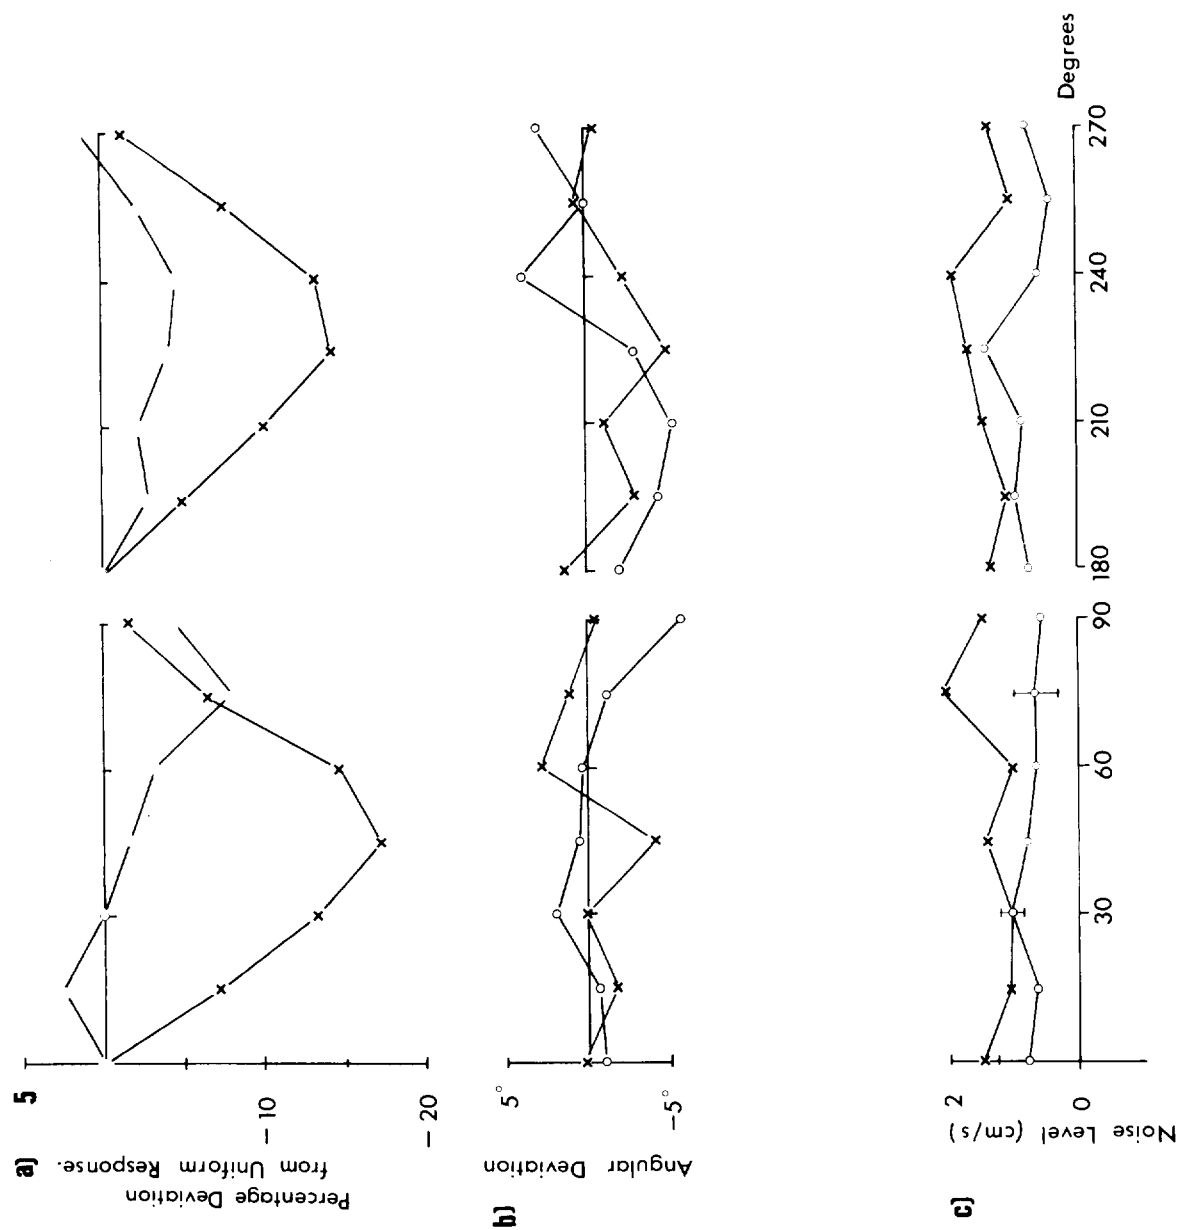 a)
Percentage Deviation
from Uniform Response.
5
-10
-20
b)
Angular Deviation
5°
-5°
c)
Noise Level (cm/s)
2
0
30
60
90
180
210
240
270
Degrees